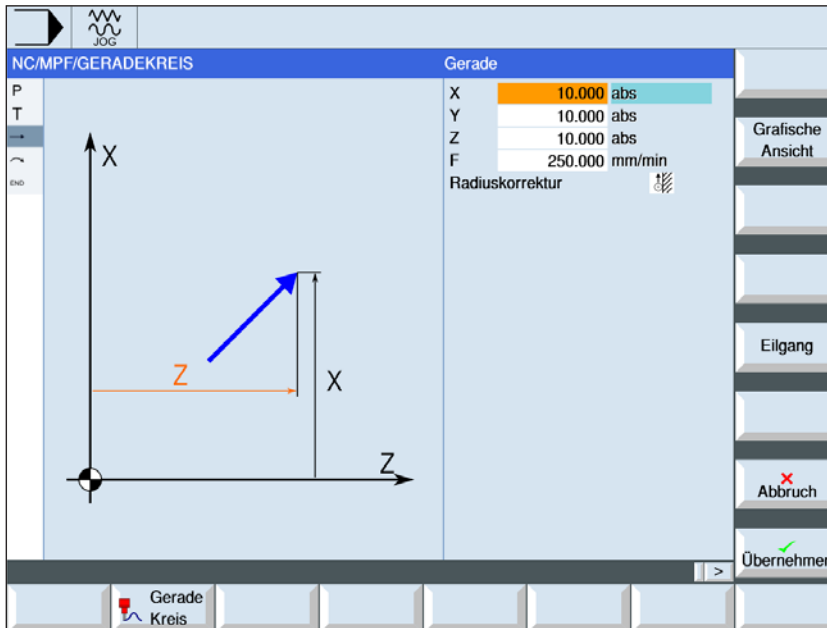 JOG
NC/MPF/GERADEKREIS
Gerade
P
T
END
X
Z
X
Z
X 10.000 abs
Y 10.000 abs
Z 10.000 abs
F 250.000 mm/min
Radiuskorrektur
Grafische
Ansicht
Eilgang
Abbruch
Übernehmen
>
Gerade
Kreis